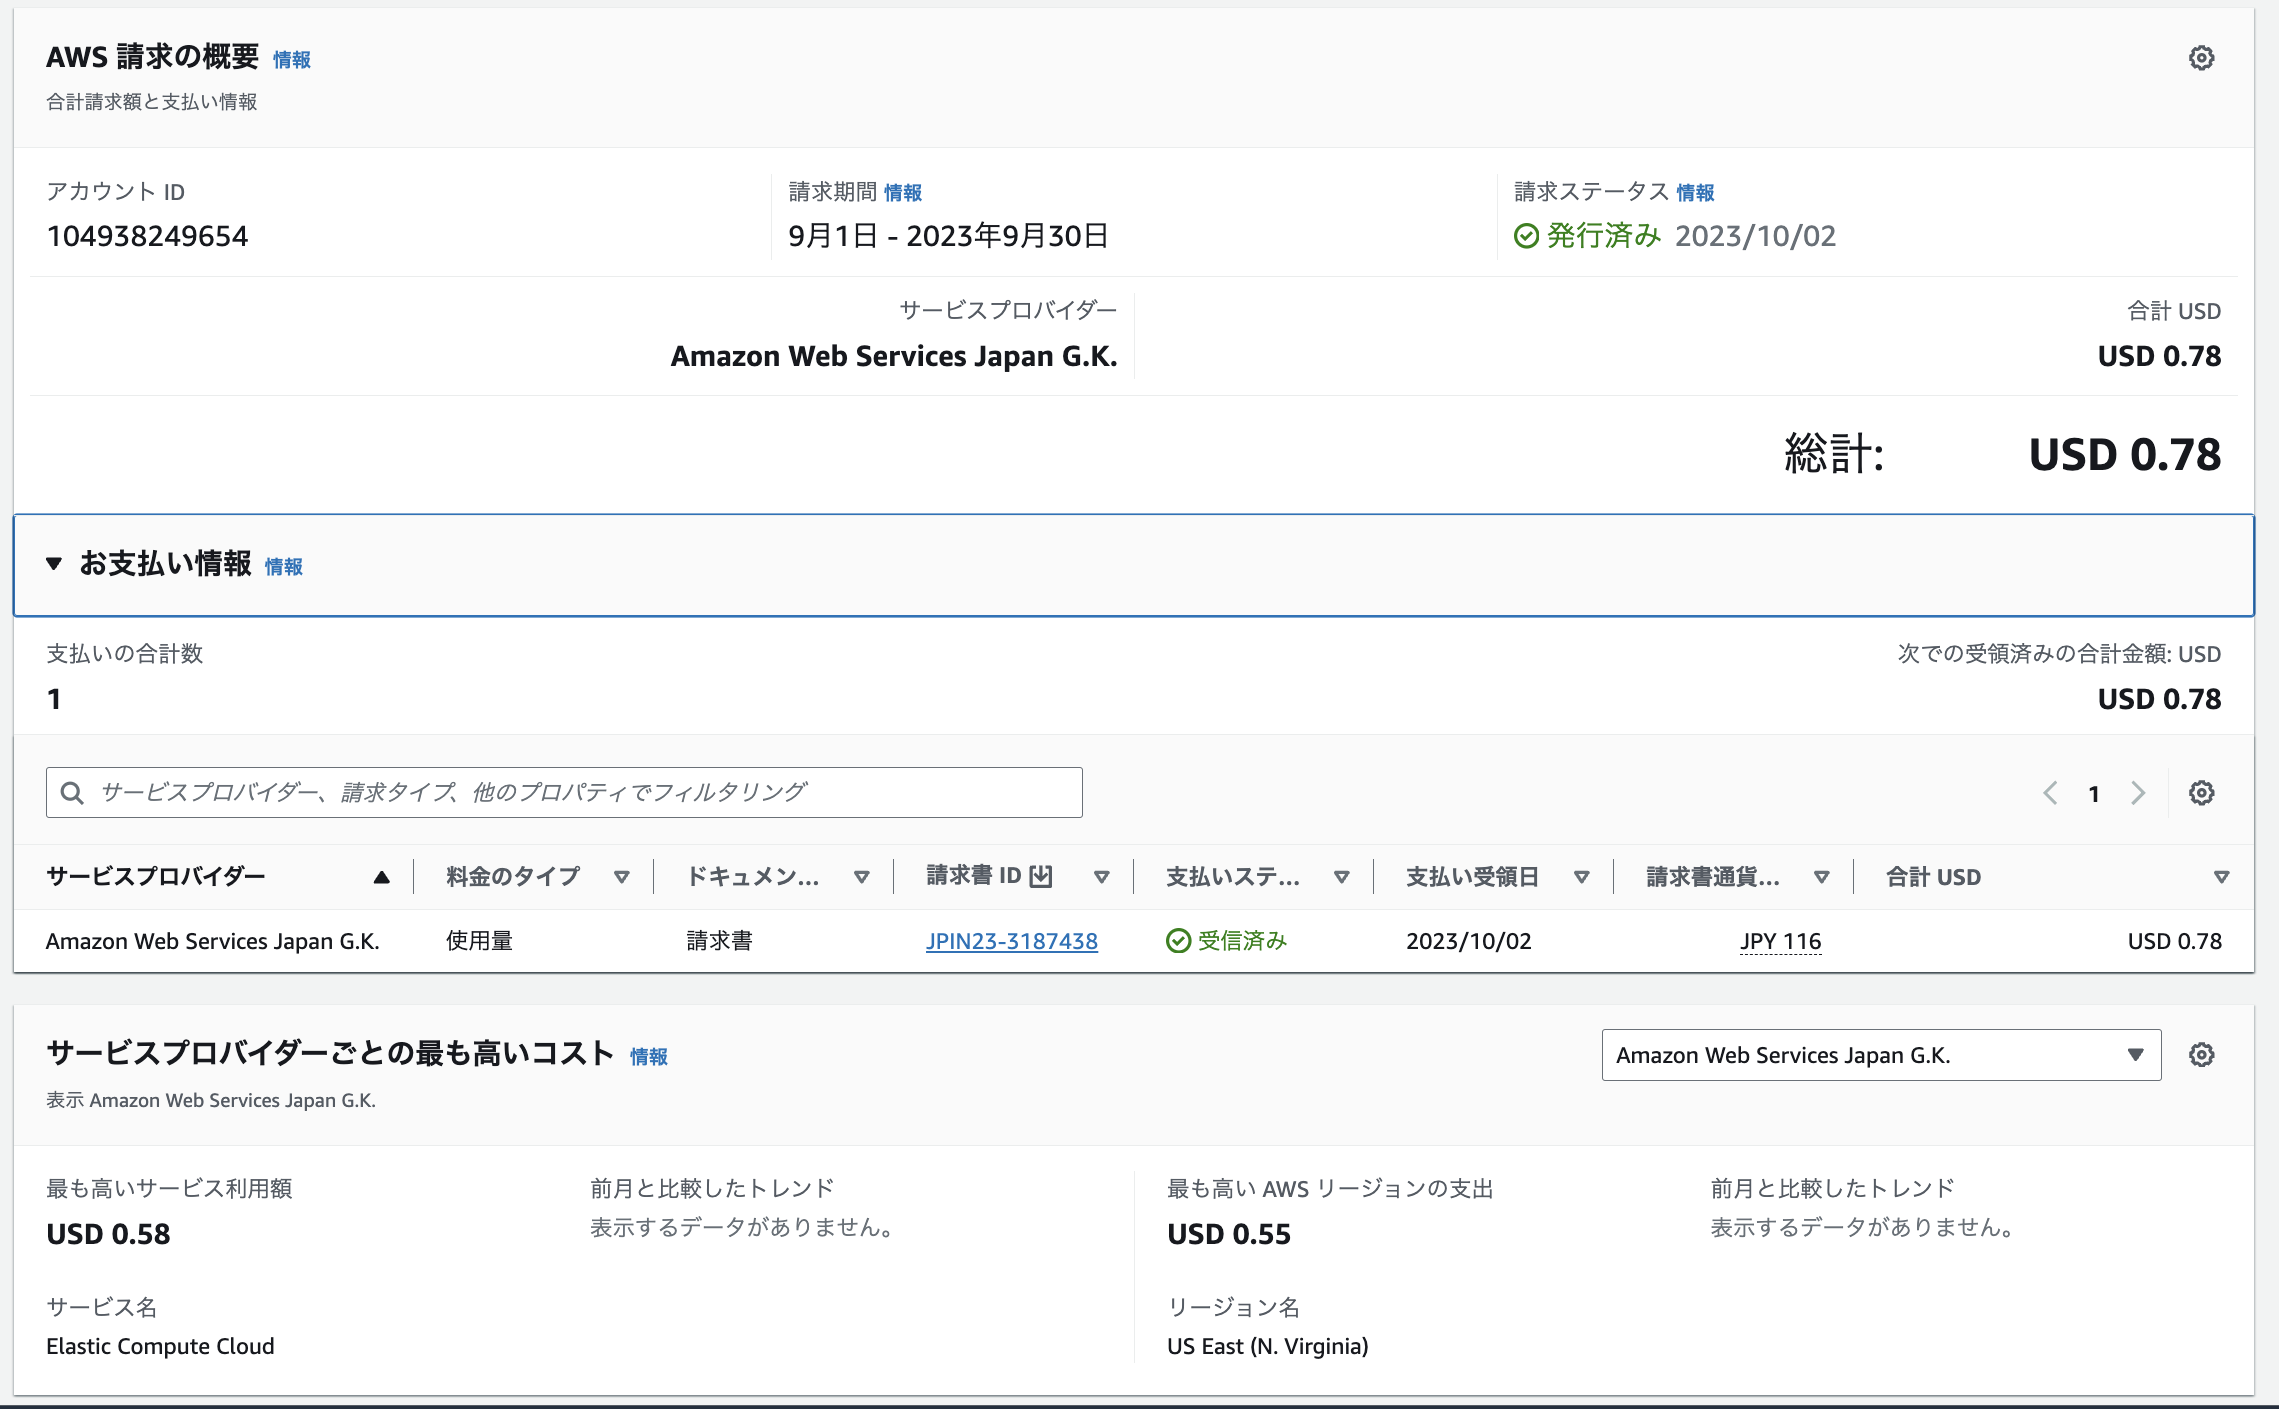 AWS 請求の概要 情報
合計請求額と支払い情報
アカウント ID
104938249654
請求期間 情報
9月1日 - 2023年9月30日
請求ステータス 情報
発行済み 2023/10/02
サービスプロバイダー
Amazon Web Services Japan G.K.
合計 USD
USD 0.78
総計: USD 0.78
お支払い情報 情報
支払いの合計数
1
次での受領済みの合計金額: USD
USD 0.78
サービスプロバイダー、請求タイプ、他のプロパティでフィルタリング
1
サービスプロバイダー 料金のタイプ ドキュメン... 請求書 ID 支払いステ... 支払い受領日 請求書通貨... 合計 USD
Amazon Web Services Japan G.K. 使用量 請求書 JPIN23-3187438 受信済み 2023/10/02 JPY 116 USD 0.78
サービスプロバイダーごとの最も高いコスト 情報
表示 Amazon Web Services Japan G.K.
Amazon Web Services Japan G.K.
最も高いサービス利用額
USD 0.58
前月と比較したトレンド
表示するデータがありません。
サービス名
Elastic Compute Cloud
最も高い AWS リージョンの支出
USD 0.55
前月と比較したトレンド
表示するデータがありません。
リージョン名
US East (N. Virginia)